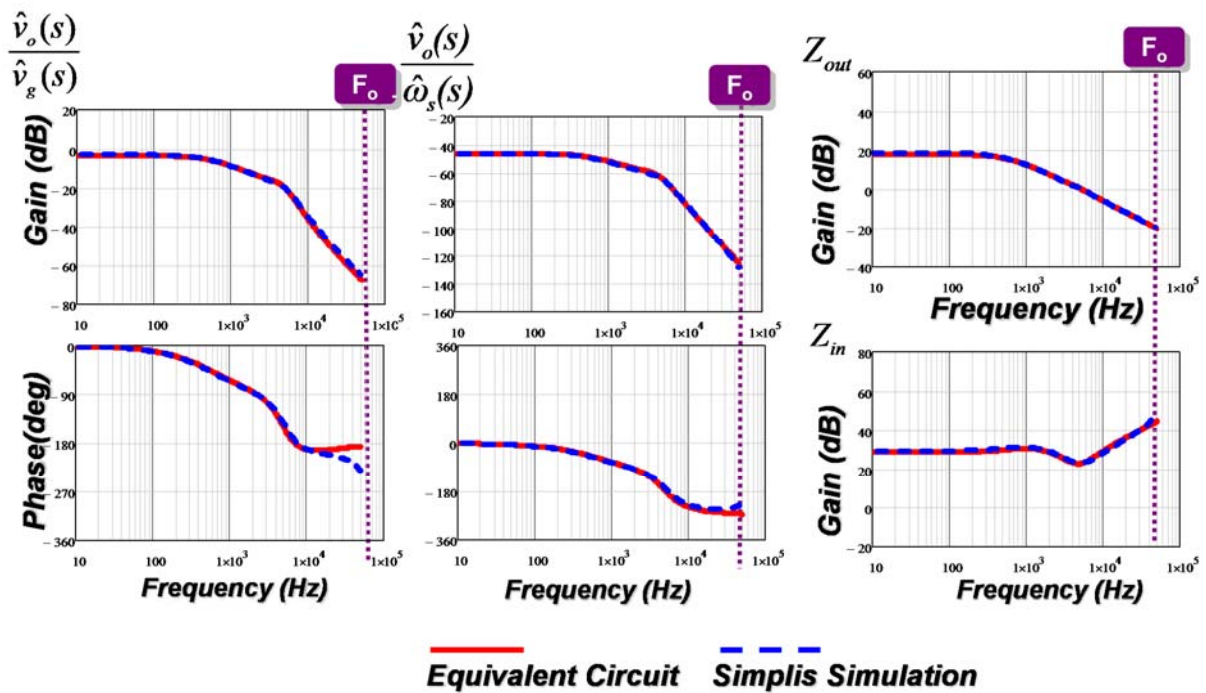 v̂o(s)
v̂g(s)
Fo
20
0
−20
−40
−60
−80
Gain (dB)
10 100 1×10³ 1×10⁴ 1×10⁵
0
−90
−180
−270
−360
Phase(deg)
10 100 1×10³ 1×10⁴ 1×10⁵
Frequency (Hz)
v̂o(s)
ω̂s(s)
Fo
−20
−40
−60
−80
−100
−120
−140
−160
10 100 1×10³ 1×10⁴ 1×10⁵
360
180
0
−180
−360
10 100 1×10³ 1×10⁴ 1×10⁵
Frequency (Hz)
Zout
Fo
60
40
20
0
−20
−40
Gain (dB)
10 100 1×10³ 1×10⁴ 1×10⁵
Frequency (Hz)
Zin
80
60
40
20
0
−20
Gain (dB)
10 100 1×10³ 1×10⁴ 1×10⁵
Frequency (Hz)
Equivalent Circuit Simplis Simulation